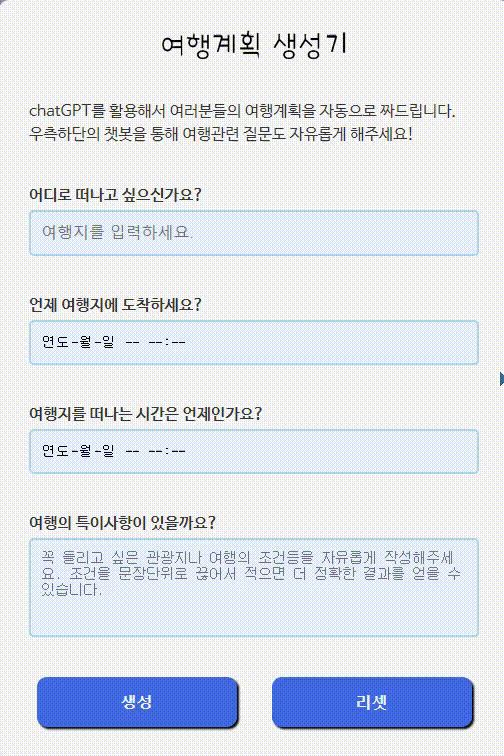 여행계획 생성기
chatGPT를 활용해서 여러분들의 여행계획을 자동으로 짜드립니다.
우측하단의 챗봇을 통해 여행관련 질문도 자유롭게 해주세요!
어디로 떠나고 싶으신가요?
여행지를 입력하세요.
언제 여행지에 도착하세요?
연도-월-일 -- --:--
여행지를 떠나는 시간은 언제인가요?
연도-월-일 -- --:--
여행의 특이사항이 있을까요?
꼭 들리고 싶은 관광지나 여행의 조건등을 자유롭게 작성해주세
요. 조건을 문장단위로 끊어서 적으면 더 정확한 결과를 얻을 수
있습니다.
생성
리셋